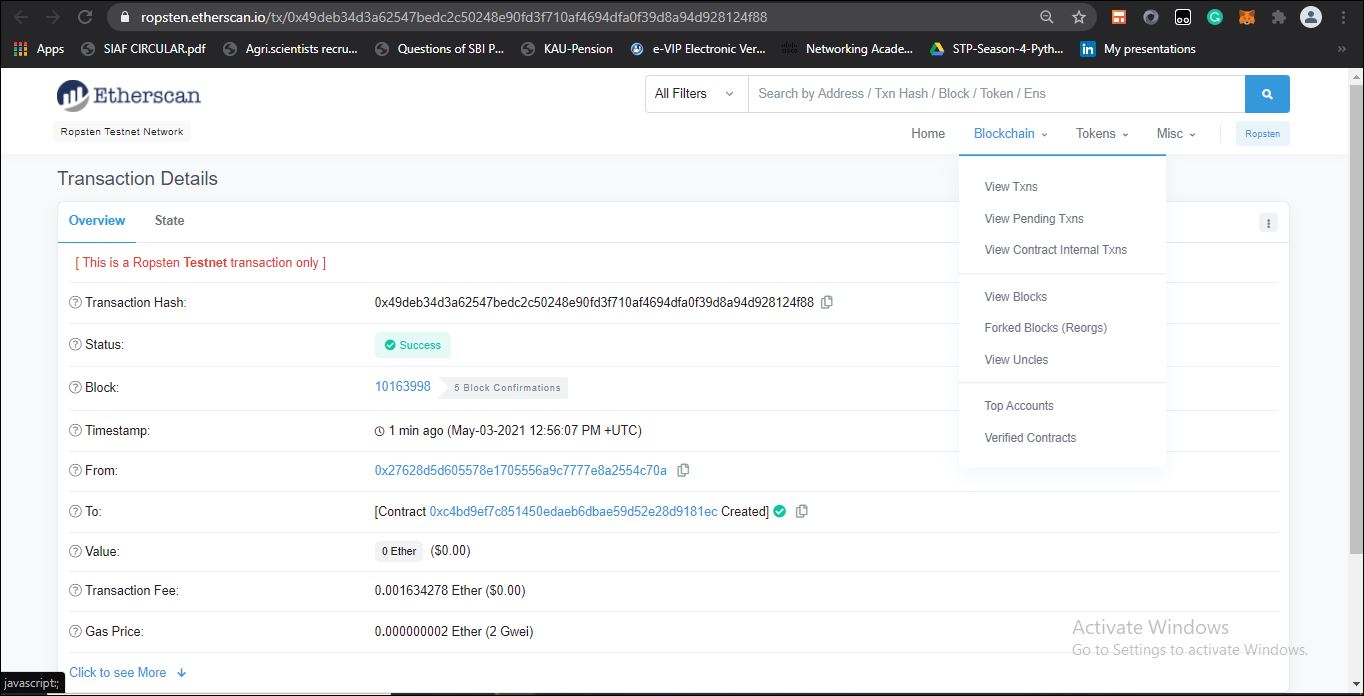 ropsten.etherscan.io/tx/0x49deb34d3a62547bedc2c50248e90fd3f710af4694dfa0f39d8a94d928124f88
Apps SIAF CIRCULAR.pdf Agri.scientists recru... Questions of SBI P... KAU-Pension e-VIP Electronic Ver... Networking Acade... STP-Season-4-Pyth... My presentations »
Etherscan
All Filters Search by Address / Txn Hash / Block / Token / Ens
Ropsten Testnet Network
Home Blockchain Tokens Misc Ropsten
Transaction Details
View Txns
View Pending Txns
View Contract Internal Txns
View Blocks
Forked Blocks (Reorgs)
View Uncles
Top Accounts
Verified Contracts
Overview State
[ This is a Ropsten Testnet transaction only ]
Transaction Hash: 0x49deb34d3a62547bedc2c50248e90fd3f710af4694dfa0f39d8a94d928124f88
Status: Success
Block: 10163998 5 Block Confirmations
Timestamp: 1 min ago (May-03-2021 12:56:07 PM +UTC)
From: 0x27628d5d605578e1705556a9c7777e8a2554c70a
To: [Contract 0xc4bd9ef7c851450edaeb6dbae59d52e28d9181ec Created]
Value: 0 Ether ($0.00)
Transaction Fee: 0.001634278 Ether ($0.00)
Gas Price: 0.000000002 Ether (2 Gwei)
Click to see More
Activate Windows
Go to Settings to activate Windows.
javascript:;